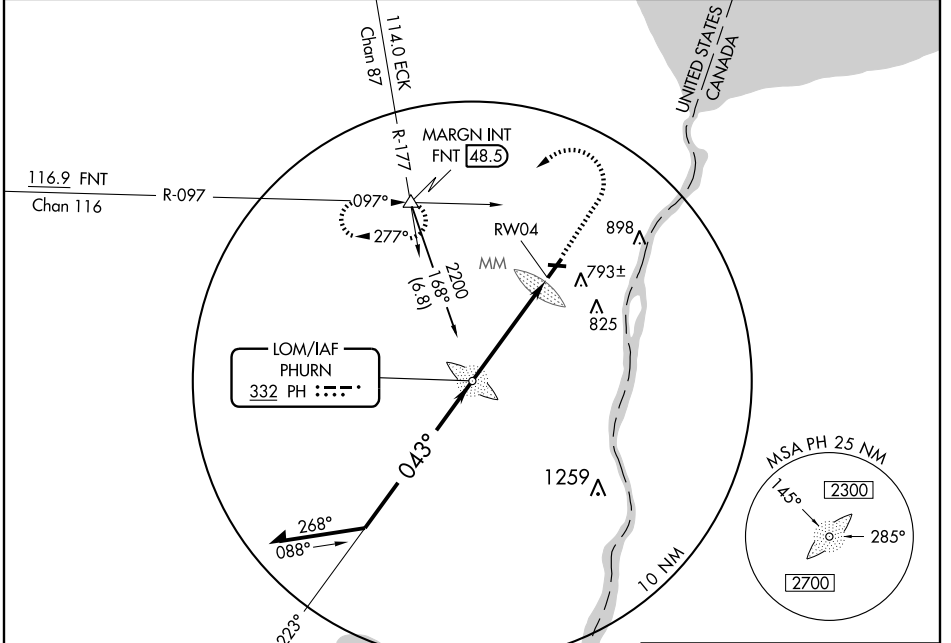 114.0 ECK
Chan 87
R-177
UNITED STATES
CANADA
MARGN INT
FNT 48.5
116.9 FNT
Chan 116
R-097
097°
277°
RW04
898
MM
793±
825
2200
168°
(6.8)
LOM/IAF
PHURN
332 PH
043°
1259
268°
088°
223°
10 NM
MSA PH 25 NM
145°
2300
285°
2700